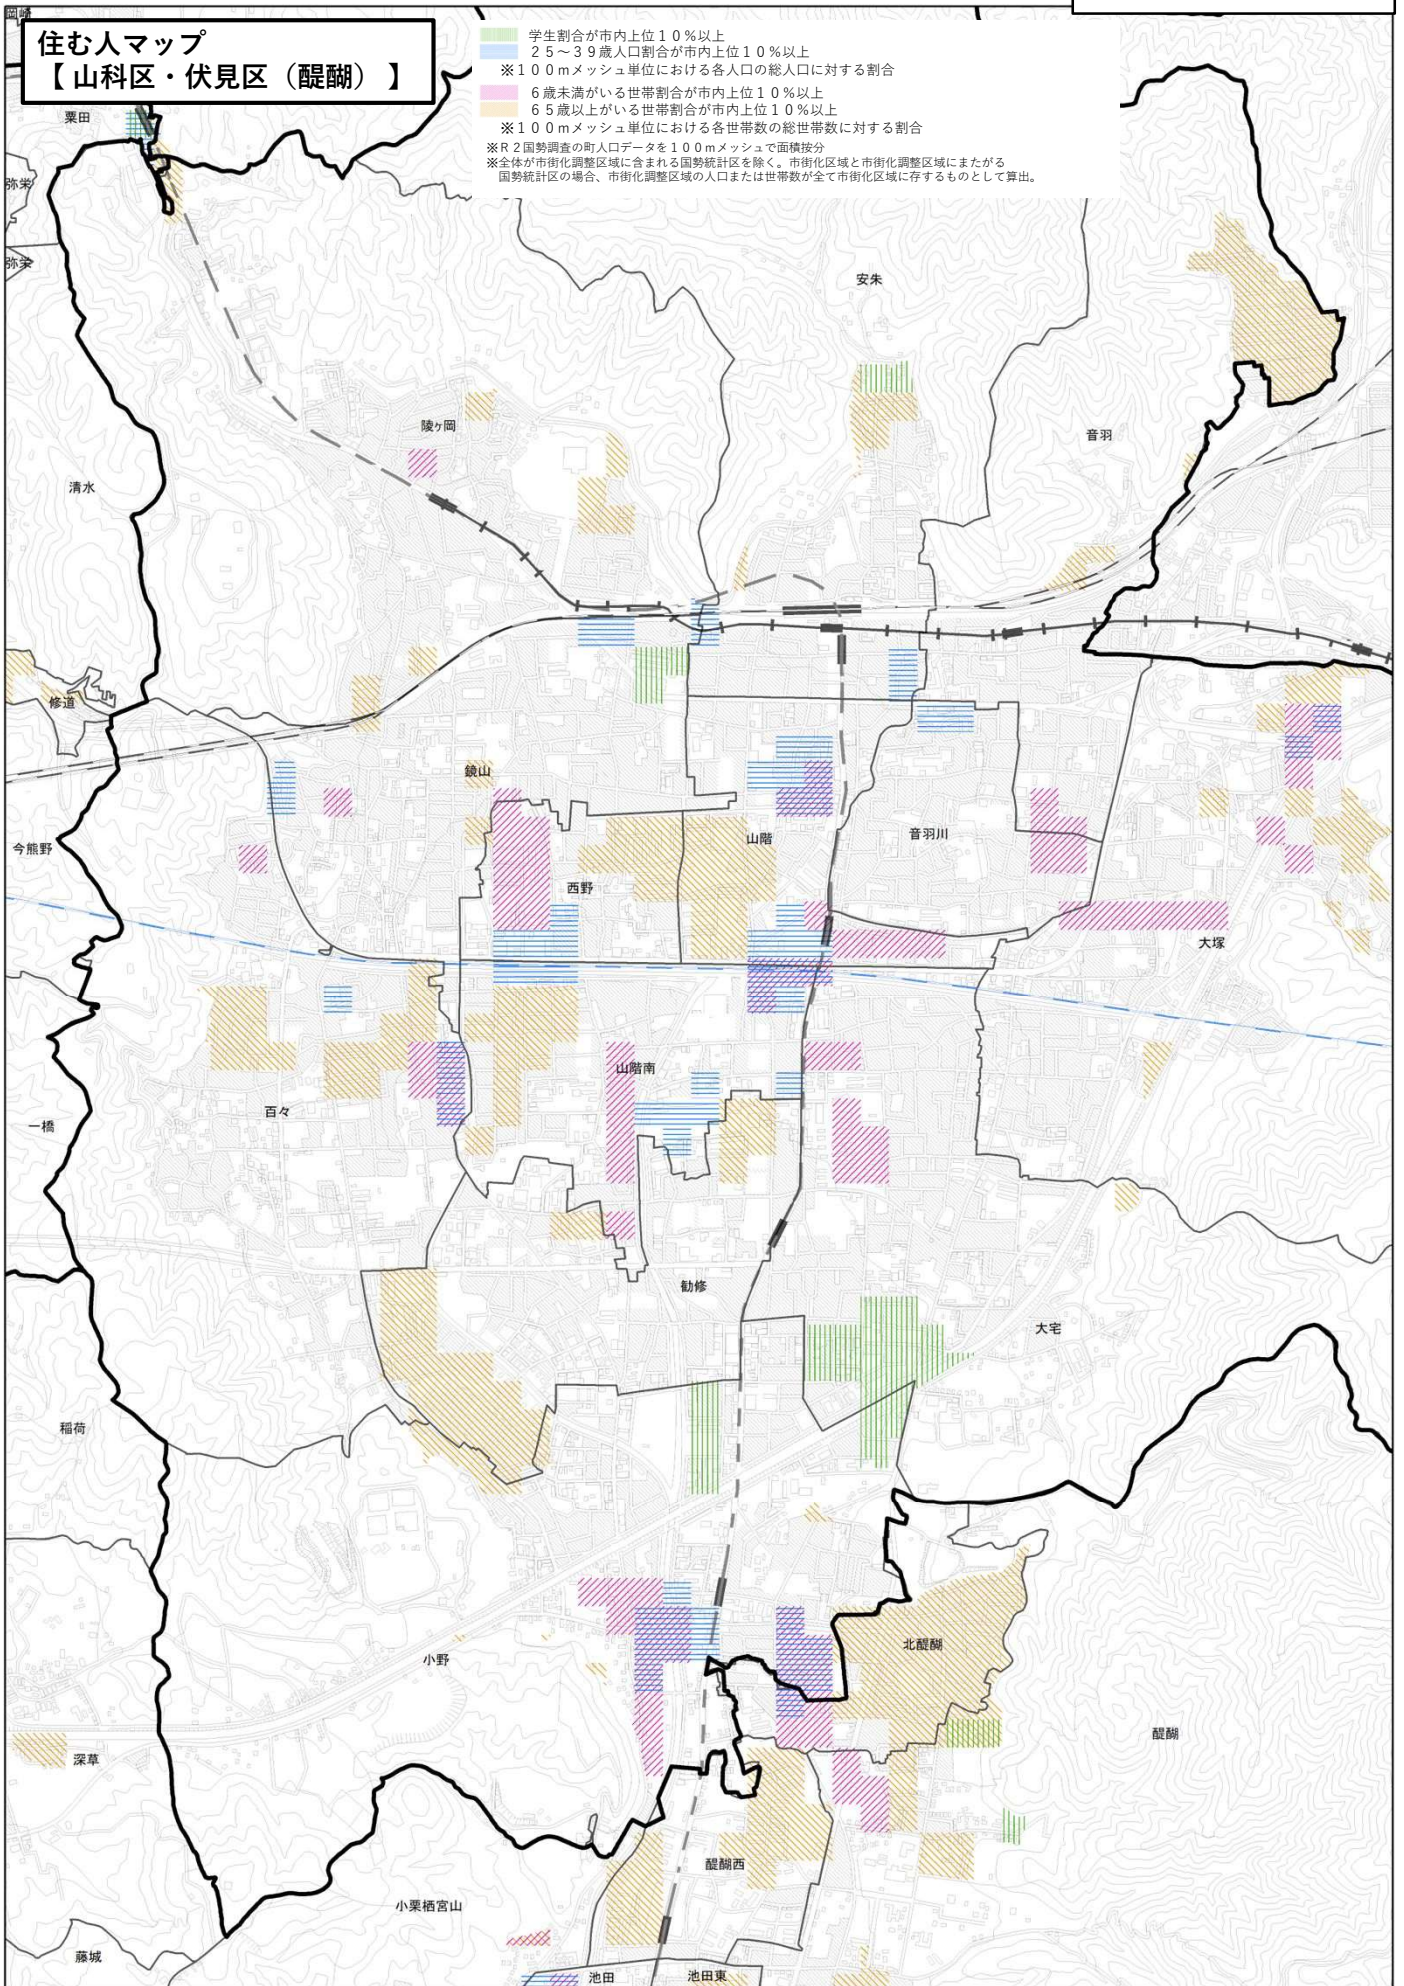 岡崎
住む人マップ
【 山科区・伏見区（醍醐） 】
学生割合が市内上位１０％以上
２５～３９歳人口割合が市内上位１０％以上
※１００ｍメッシュ単位における各人口の総人口に対する割合
６歳未満がいる世帯割合が市内上位１０％以上
６５歳以上がいる世帯割合が市内上位１０％以上
※１００ｍメッシュ単位における各世帯数の総世帯数に対する割合
※Ｒ２国勢調査の町人口データを１００ｍメッシュで面積按分
※全体が市街化調整区域に含まれる国勢統計区を除く。市街化区域と市街化調整区域にまたがる
国勢統計区の場合、市街化調整区域の人口または世帯数が全て市街化区域に存するものとして算出。
粟田
弥栄
弥栄
安朱
陵ヶ岡
音羽
清水
修道
鏡山
山階
音羽川
今熊野
西野
大塚
山階南
百々
一橋
勧修
大宅
稲荷
北醍醐
小野
醍醐
深草
醍醐西
小栗栖宮山
藤城
池田
池田東